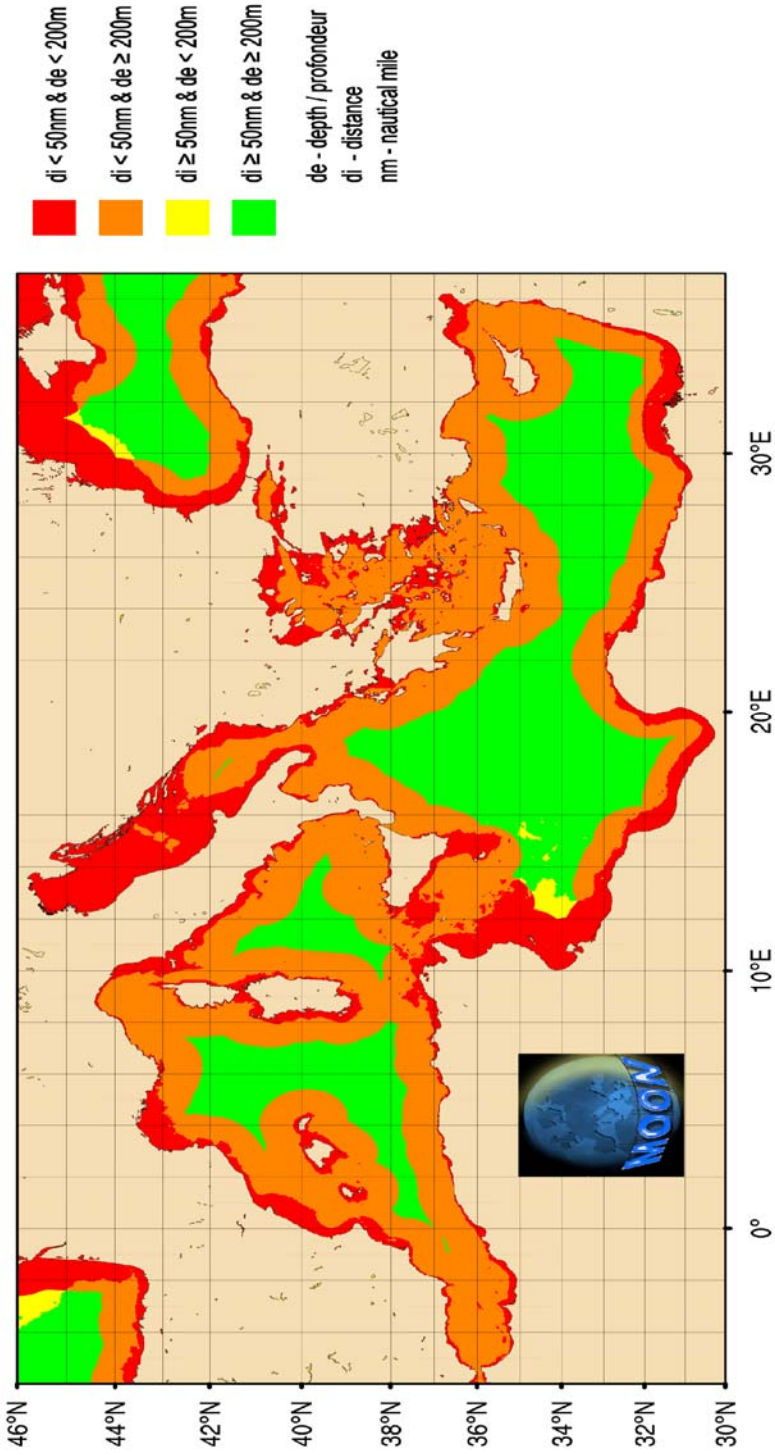 di < 50nm & de < 200m
di < 50nm & de ≥ 200m
di ≥ 50nm & de < 200m
di ≥ 50nm & de ≥ 200m
de - depth / profondeur
di - distance
nm - nautical mile
46°N
44°N
42°N
40°N
38°N
36°N
34°N
32°N
30°N
0°
10°E
20°E
30°E
MOON